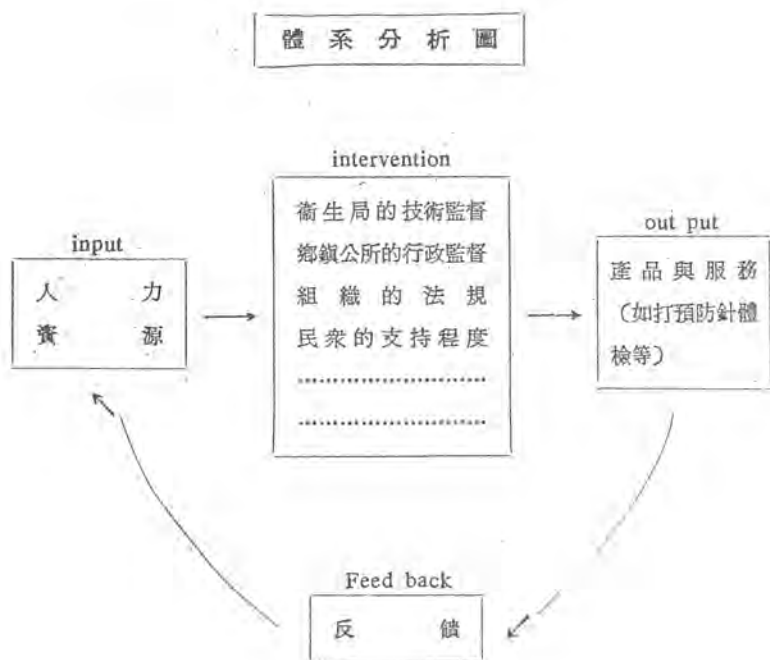 體系分析圖
intervention
衞生局的技術監督
鄉鎮公所的行政監督
組織的法規
民衆的支持程度
………………………
………………………
input
人力
資源
out put
產品與服務
（如打預防針體
檢等）
Feed back
反饋